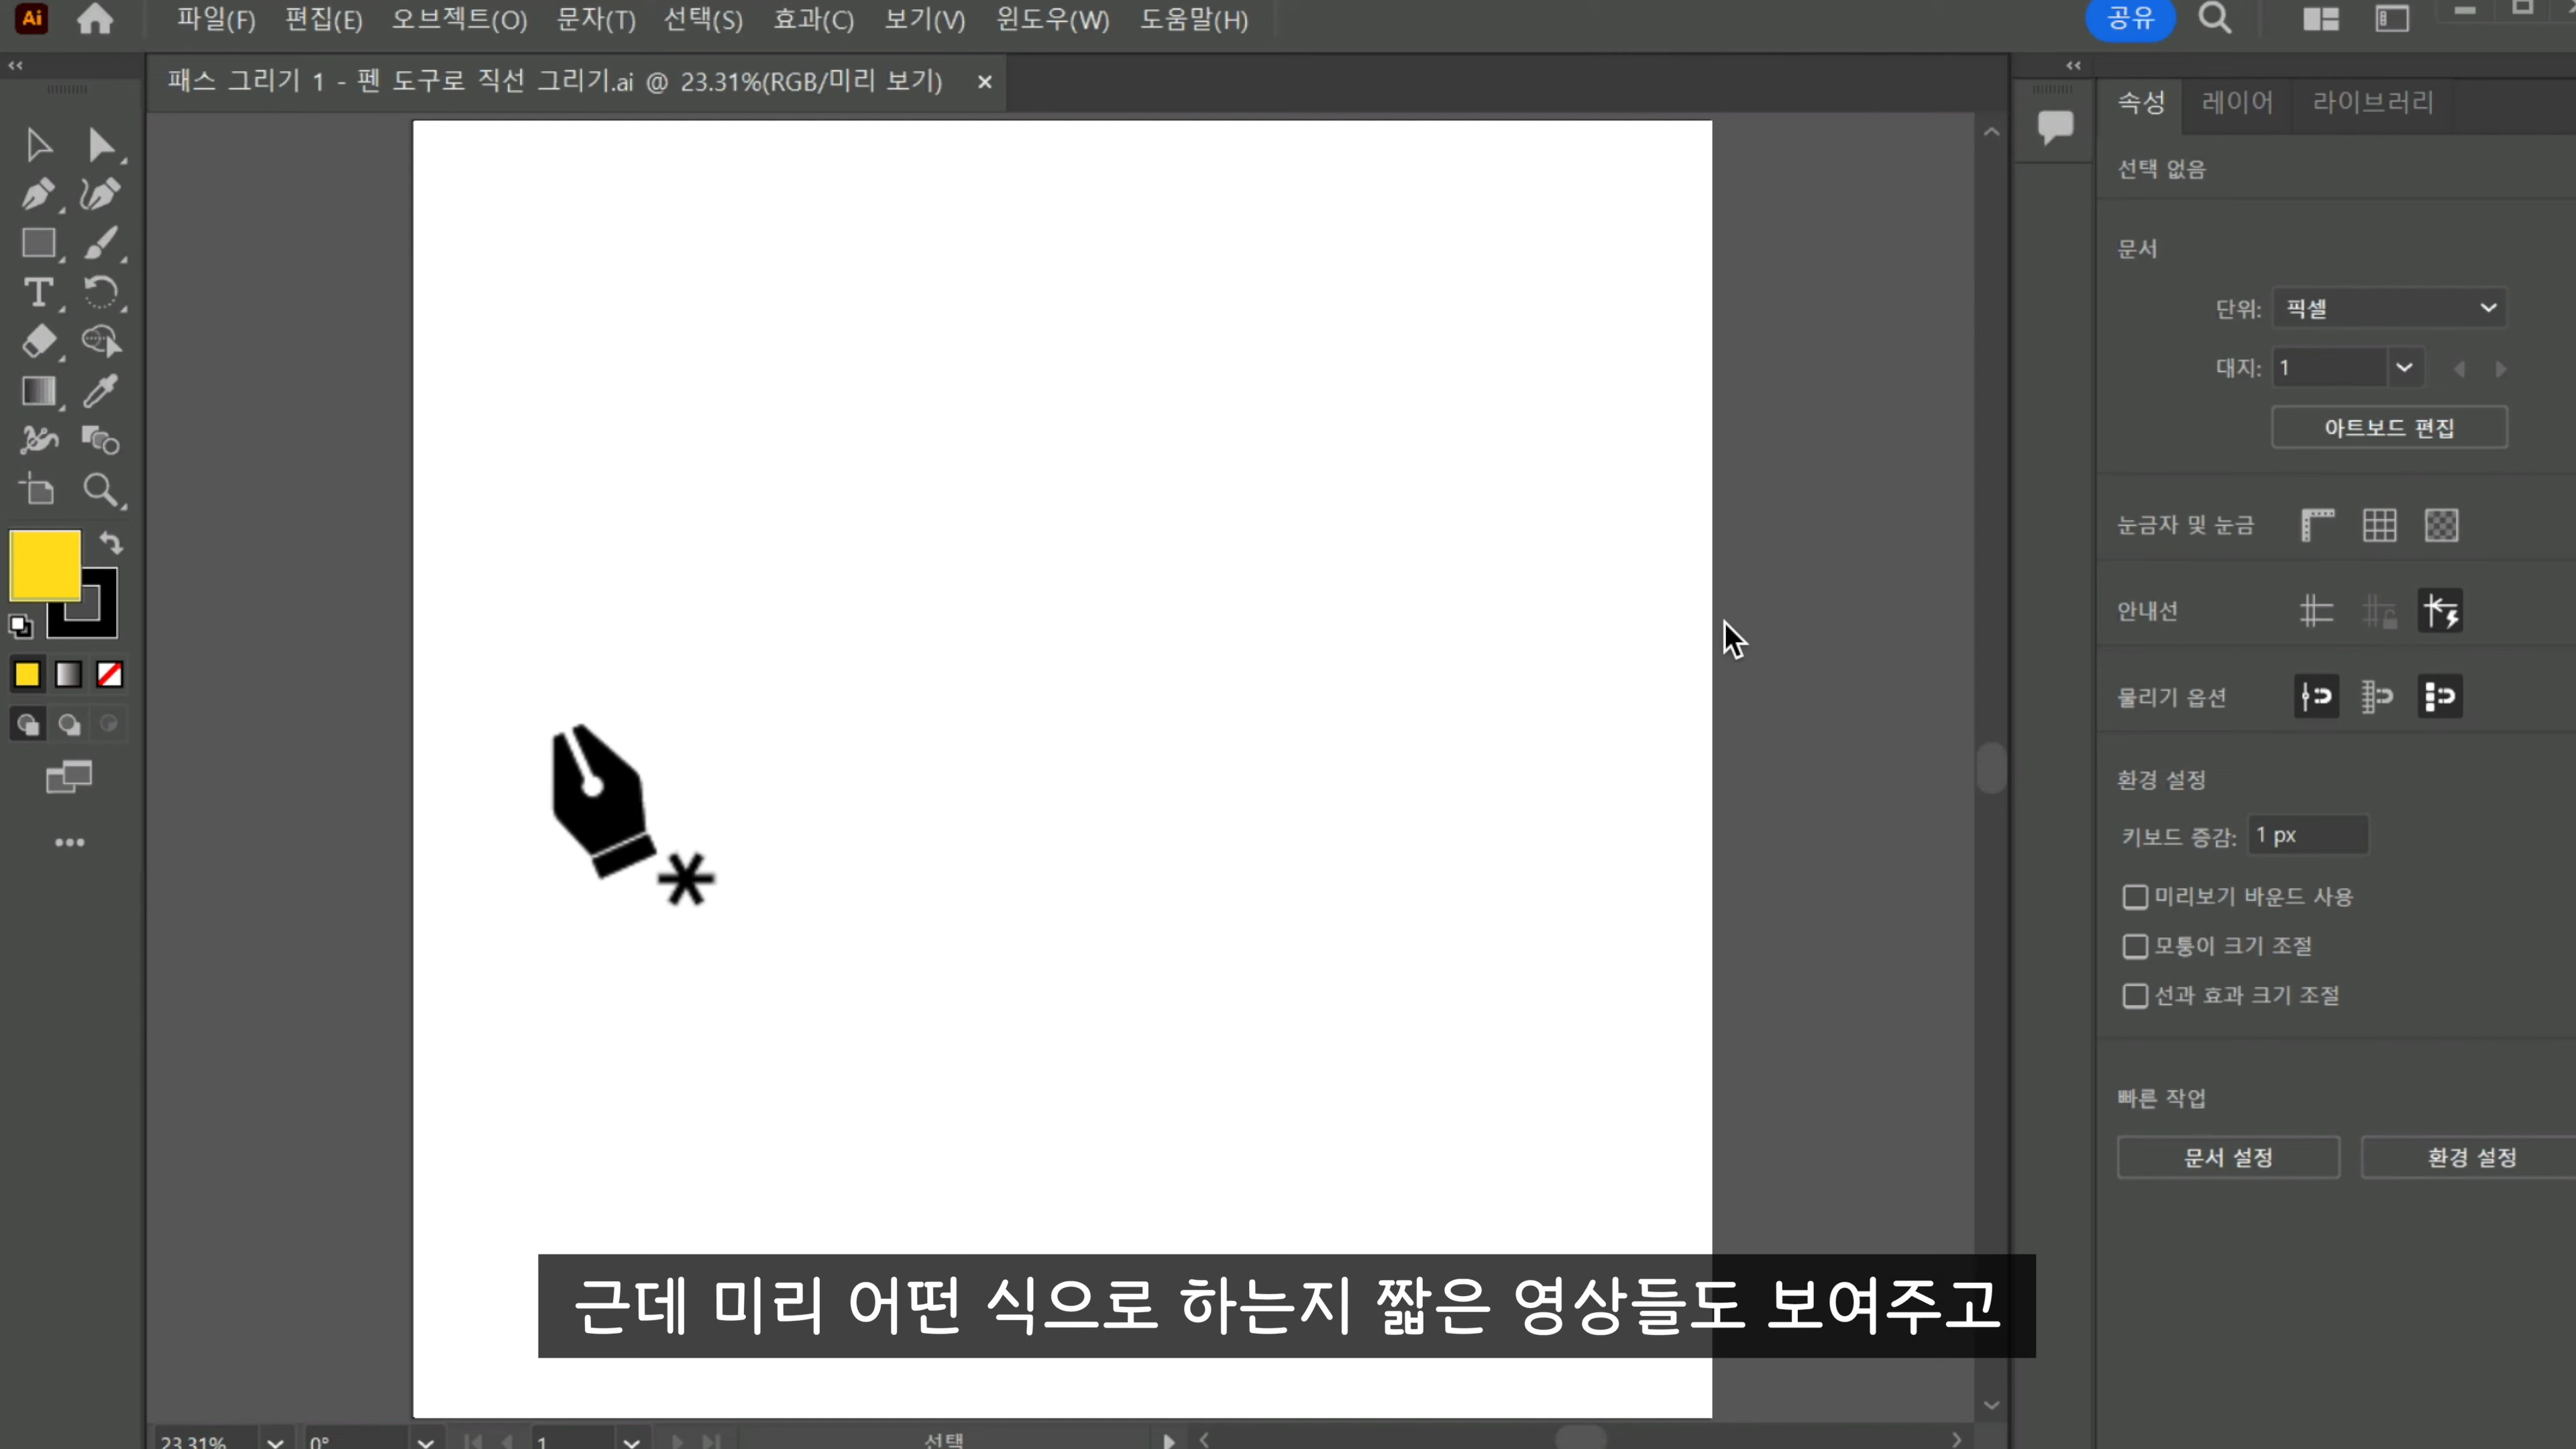 Ai
파일(F) 편집(E) 오브젝트(O) 문자(T) 선택(S) 효과(C) 보기(V) 윈도우(W) 도움말(H)
공유
패스 그리기 1 - 펜 도구로 직선 그리기.ai @ 23.31%(RGB/미리 보기) ×
속성 레이어 라이브러리
선택 없음
문서
단위: 픽셀
대지: 1
아트보드 편집
눈금자 및 눈금
안내선
물리기 옵션
환경 설정
키보드 증감: 1 px
미리보기 바운드 사용
모퉁이 크기 조절
선과 효과 크기 조절
빠른 작업
문서 설정 환경 설정
근데 미리 어떤 식으로 하는지 짧은 영상들도 보여주고
23.31% 0° 1 선택